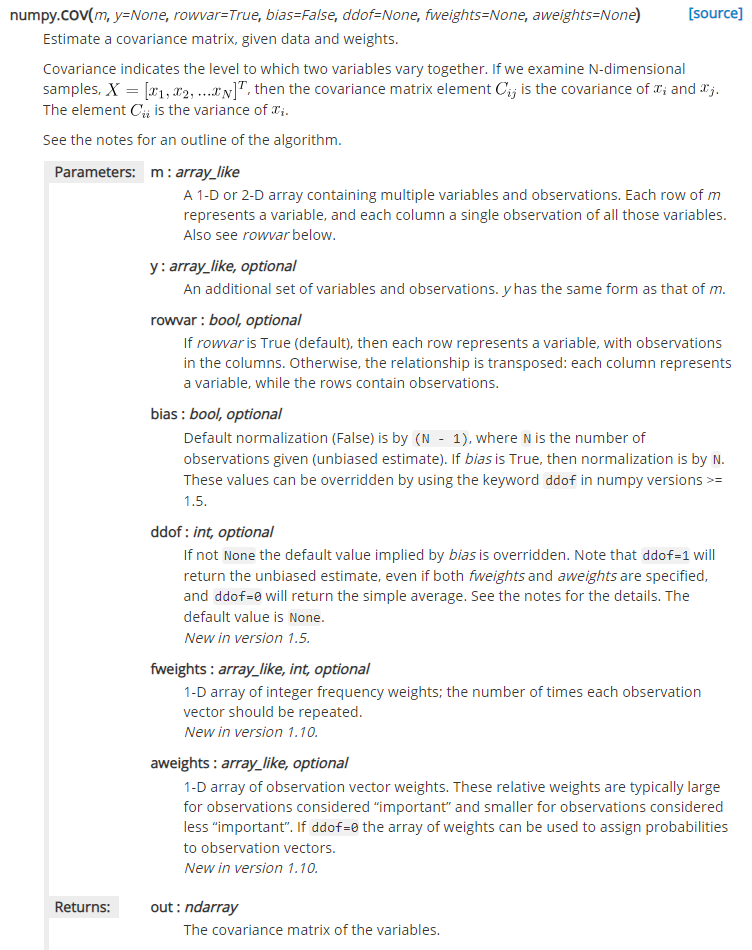 numpy.cov(m, y=None, rowvar=True, bias=False, ddof=None, fweights=None, aweights=None) [source]
Estimate a covariance matrix, given data and weights.
Covariance indicates the level to which two variables vary together. If we examine N-dimensional
samples, X = [x₁, x₂, ...x_N]^T, then the covariance matrix element C_ij is the covariance of x_i and x_j.
The element C_ii is the variance of x_i.
See the notes for an outline of the algorithm.
Parameters: m : array_like
A 1-D or 2-D array containing multiple variables and observations. Each row of m
represents a variable, and each column a single observation of all those variables.
Also see rowvar below.
y : array_like, optional
An additional set of variables and observations. y has the same form as that of m.
rowvar : bool, optional
If rowvar is True (default), then each row represents a variable, with observations
in the columns. Otherwise, the relationship is transposed: each column represents
a variable, while the rows contain observations.
bias : bool, optional
Default normalization (False) is by (N - 1), where N is the number of
observations given (unbiased estimate). If bias is True, then normalization is by N.
These values can be overridden by using the keyword ddof in numpy versions >=
1.5.
ddof : int, optional
If not None the default value implied by bias is overridden. Note that ddof=1 will
return the unbiased estimate, even if both fweights and aweights are specified,
and ddof=0 will return the simple average. See the notes for the details. The
default value is None.
New in version 1.5.
fweights : array_like, int, optional
1-D array of integer frequency weights; the number of times each observation
vector should be repeated.
New in version 1.10.
aweights : array_like, optional
1-D array of observation vector weights. These relative weights are typically large
for observations considered “important” and smaller for observations considered
less “important”. If ddof=0 the array of weights can be used to assign probabilities
to observation vectors.
New in version 1.10.
Returns: out : ndarray
The covariance matrix of the variables.